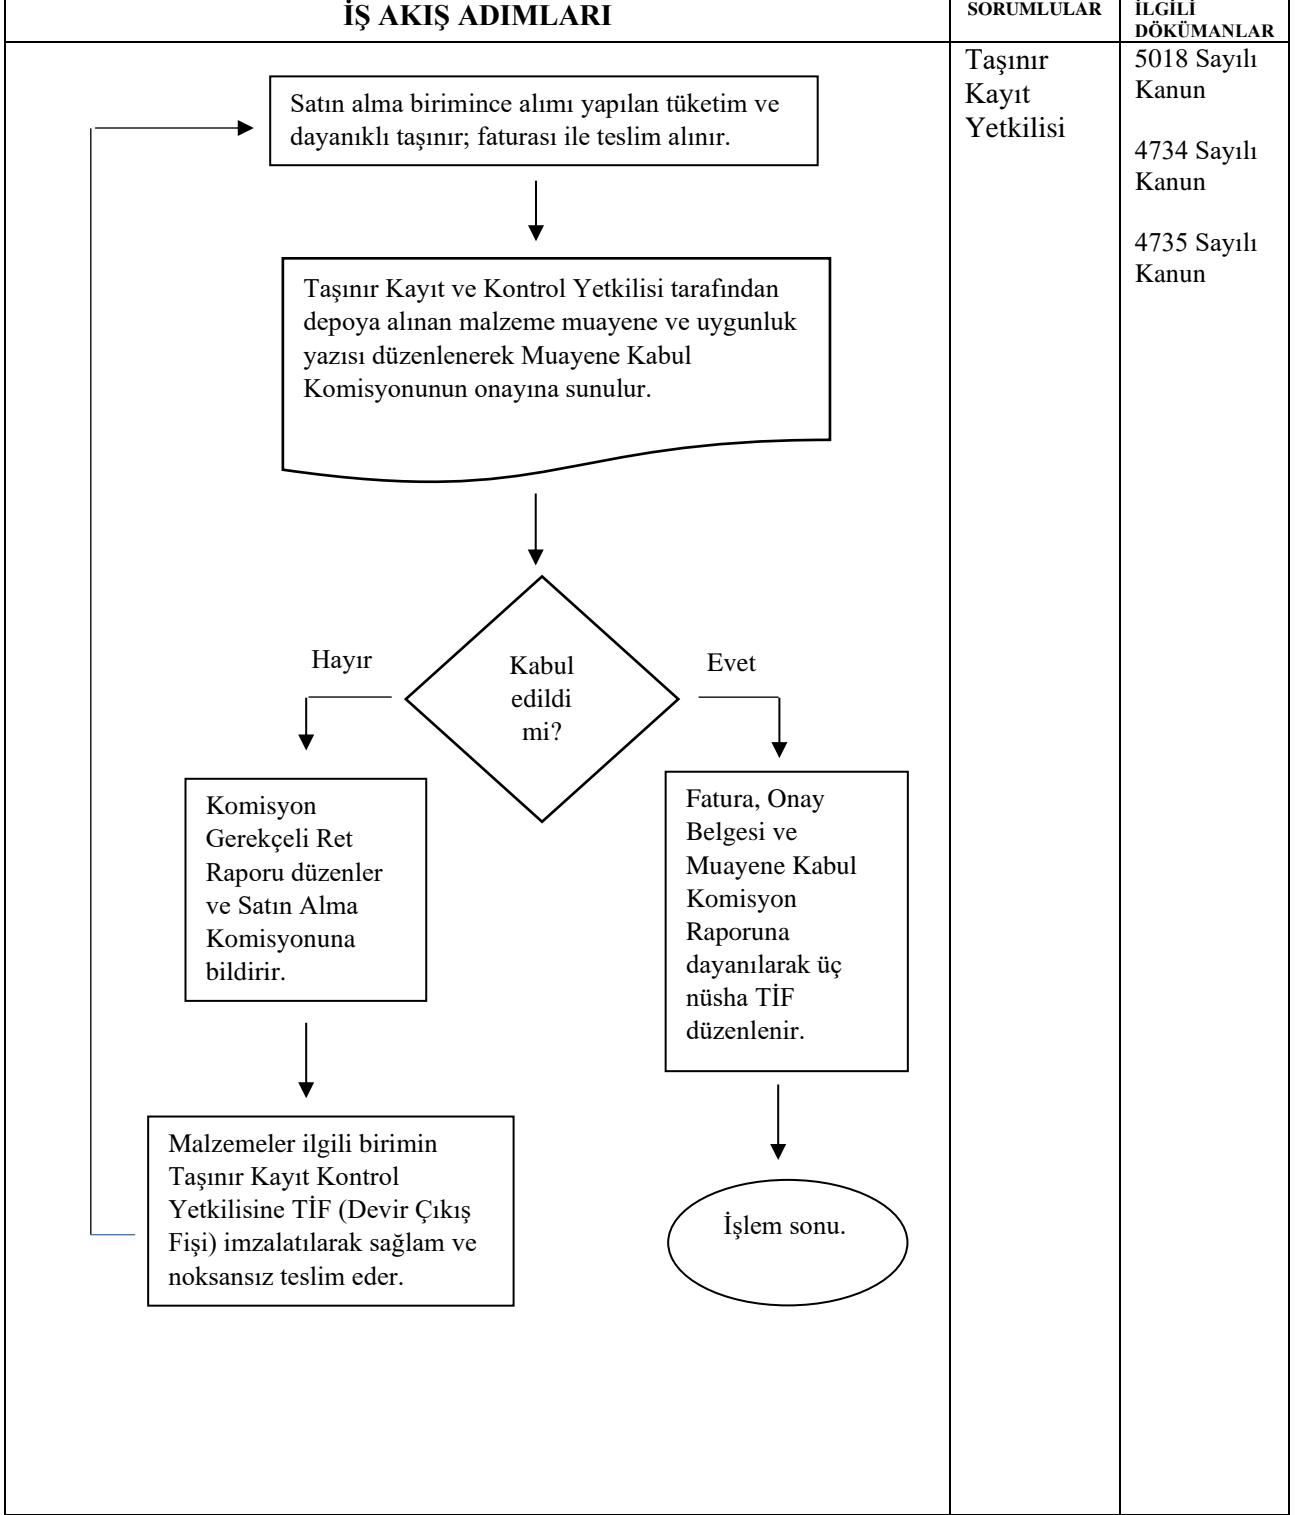 İŞ AKIŞ ADIMLARI
SORUMLULAR
İLGİLİ
DÖKÜMANLAR
Satın alma birimince alımı yapılan tüketim ve
dayanıklı taşınır; faturası ile teslim alınır.
Taşınır Kayıt ve Kontrol Yetkilisi tarafından
depoya alınan malzeme muayene ve uygunluk
yazısı düzenlenerek Muayene Kabul
Komisyonunun onayına sunulur.
Hayır
Kabul
edildi
mi?
Evet
Komisyon
Gerekçeli Ret
Raporu düzenler
ve Satın Alma
Komisyonuna
bildirir.
Fatura, Onay
Belgesi ve
Muayene Kabul
Komisyon
Raporuna
dayanılarak üç
nüsha TİF
düzenlenir.
Malzemeler ilgili birimin
Taşınır Kayıt Kontrol
Yetkilisine TİF (Devir Çıkış
Fişi) imzalatılarak sağlam ve
noksansız teslim eder.
İşlem sonu.
Taşınır
Kayıt
Yetkilisi
5018 Sayılı
Kanun
4734 Sayılı
Kanun
4735 Sayılı
Kanun